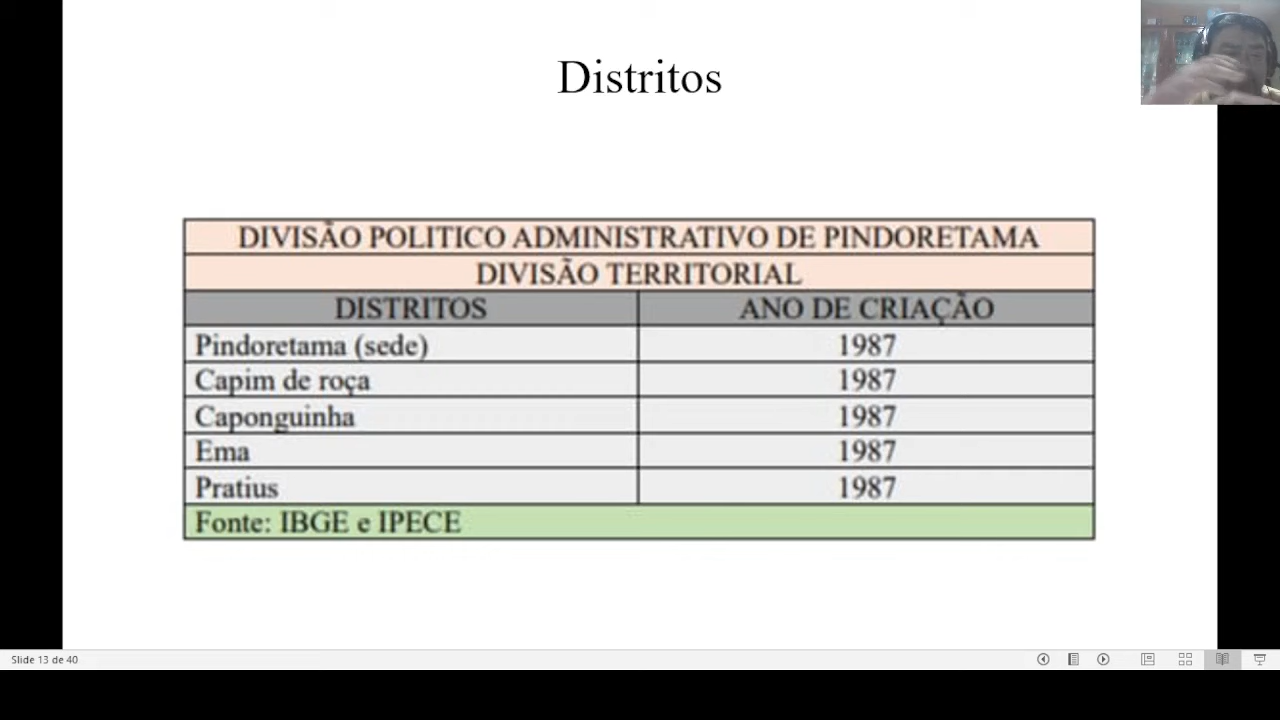 Distritos
DIVISÃO POLITICO ADMINISTRATIVO DE PINDORETAMA
DIVISÃO TERRITORIAL
DISTRITOS ANO DE CRIAÇÃO
Pindoretama (sede) 1987
Capim de roça 1987
Caponguinha 1987
Ema 1987
Pratius 1987
Fonte: IBGE e IPECE
Slide 13 de 40